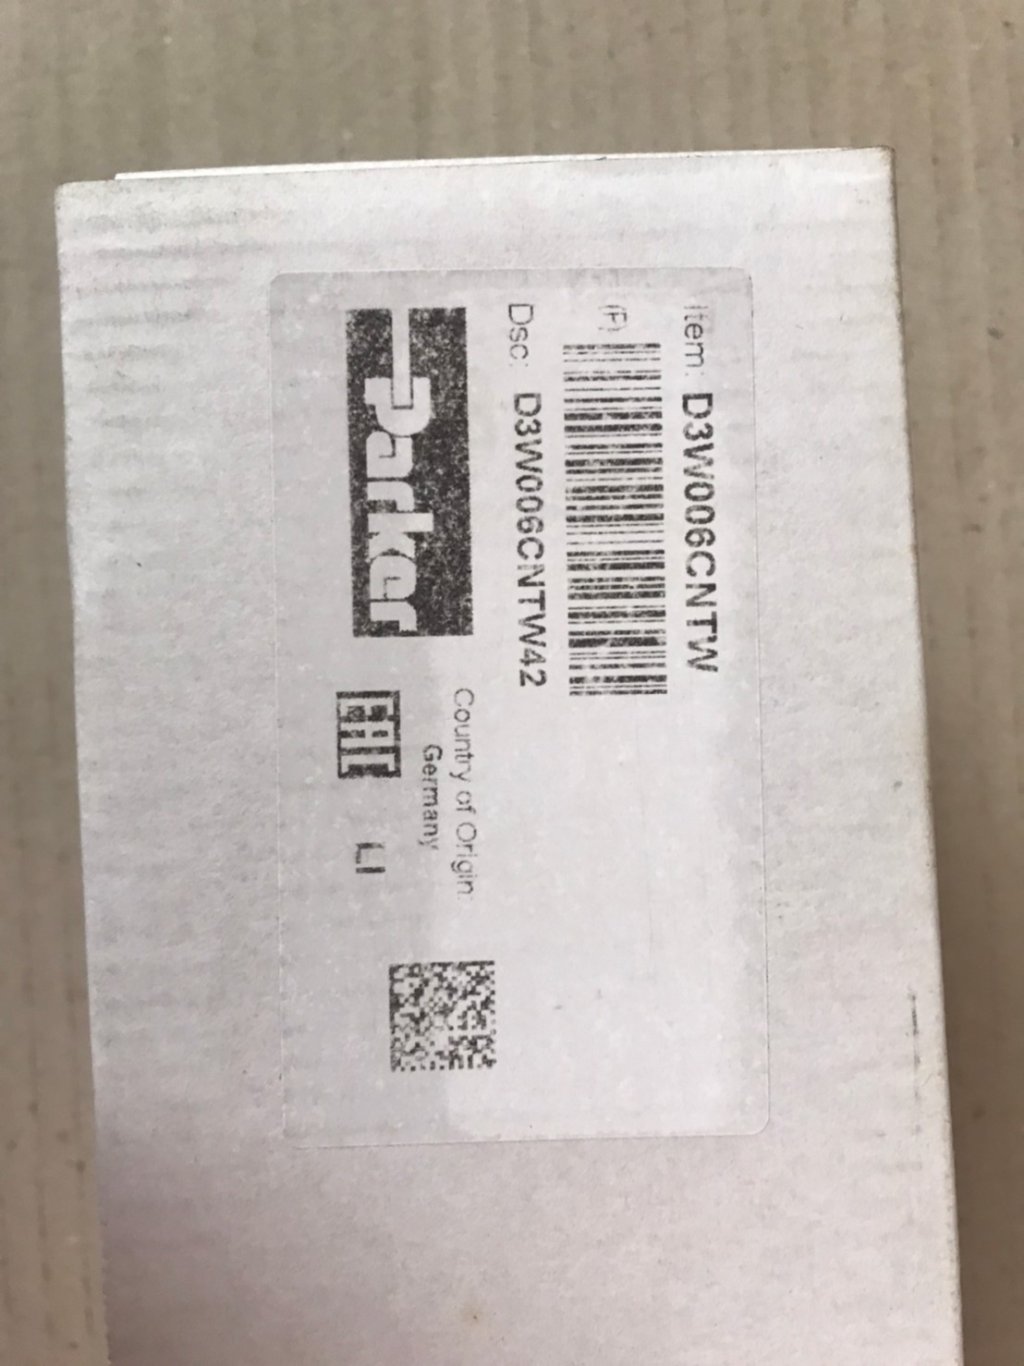 Item: D3W006CNTW
(P)
Dsc: D3W006CNTW42
Parker
Country of Origin:
Germany
EAC
LI